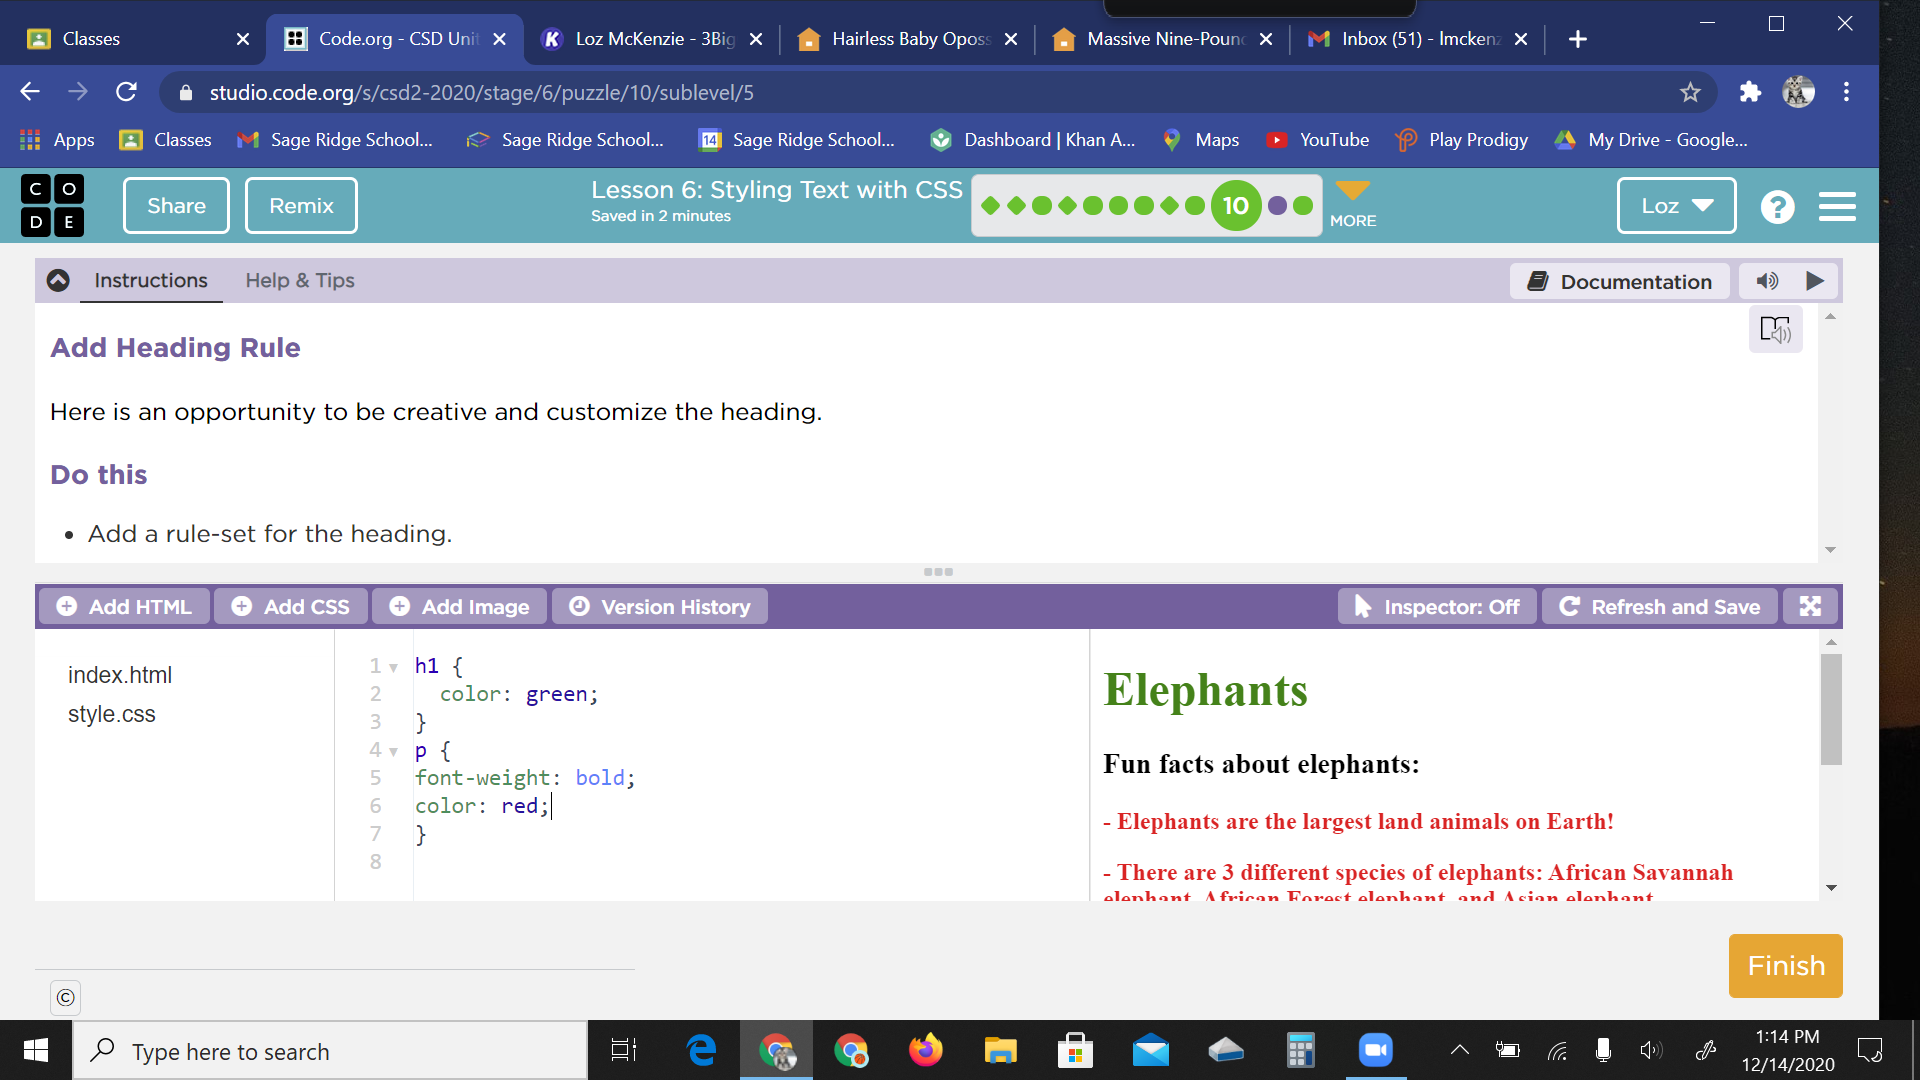 Classes
Code.org - CSD Unit
Loz McKenzie - 3Big
Hairless Baby Oposs
Massive Nine-Pound
Inbox (51) - lmckenz
studio.code.org/s/csd2-2020/stage/6/puzzle/10/sublevel/5
Apps
Classes
Sage Ridge School...
Sage Ridge School...
14
Sage Ridge School...
Dashboard | Khan A...
Maps
YouTube
Play Prodigy
My Drive - Google...
C O
D E
Share
Remix
Lesson 6: Styling Text with CSS
Saved in 2 minutes
10
MORE
Loz
?
Instructions
Help & Tips
Documentation
Add Heading Rule
Here is an opportunity to be creative and customize the heading.
Do this
• Add a rule-set for the heading.
Add HTML
Add CSS
Add Image
Version History
Inspector: Off
Refresh and Save
index.html
style.css
1 h1 {
2 color: green;
3 }
4 p {
5 font-weight: bold;
6 color: red;
7 }
8
Elephants
Fun facts about elephants:
- Elephants are the largest land animals on Earth!
- There are 3 different species of elephants: African Savannah
elephant, African Forest elephant, and Asian elephant
Finish
©
Type here to search
1:14 PM
12/14/2020